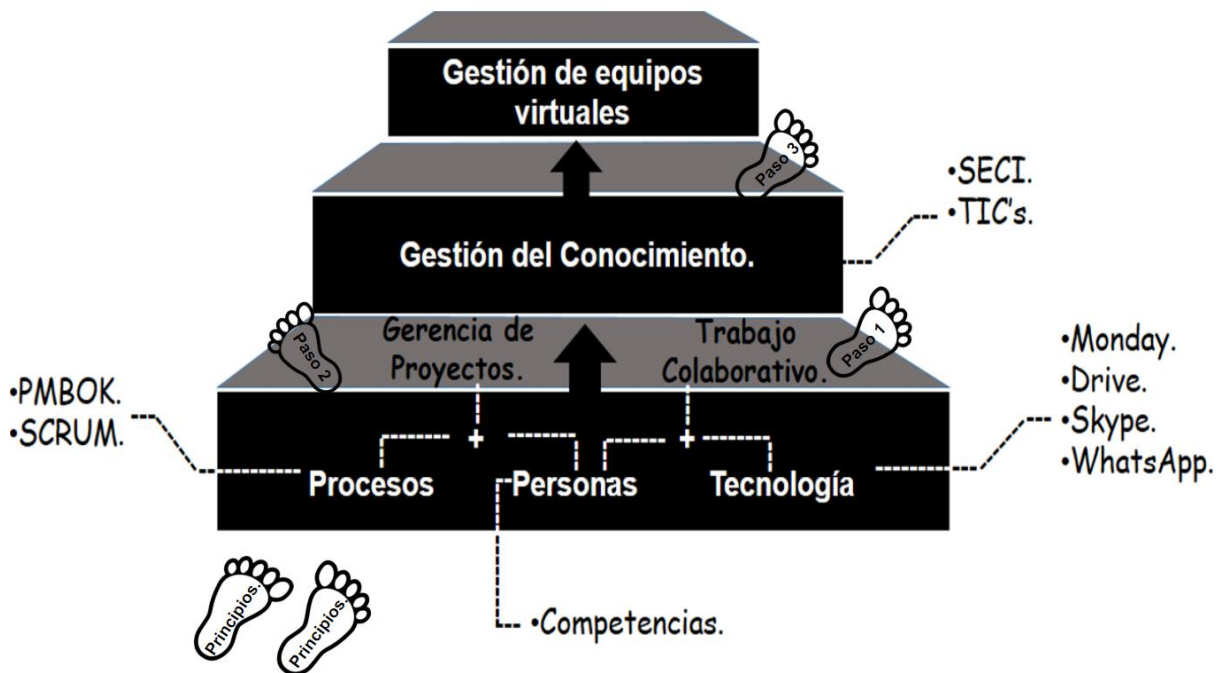 Gestión de equipos
virtuales
Paso 3
•SECI.
•TIC's.
Gestión del Conocimiento.
Paso 2
Gerencia de
Proyectos.
Trabajo
Colaborativo.
Paso 1
•Monday.
•Drive.
•Skype.
•WhatsApp.
•PMBOK.
•SCRUM.
+
+
Procesos
Personas
Tecnología
Principios.
Principios.
•Competencias.